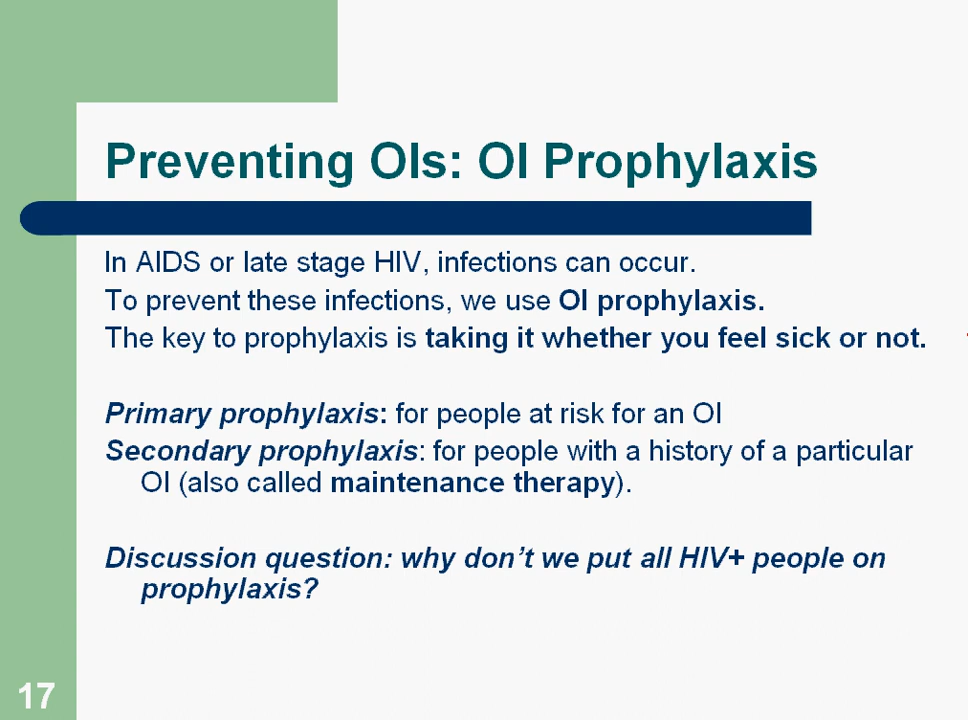 Preventing OIs: OI Prophylaxis
In AIDS or late stage HIV, infections can occur.
To prevent these infections, we use OI prophylaxis.
The key to prophylaxis is taking it whether you feel sick or not.
Primary prophylaxis: for people at risk for an OI
Secondary prophylaxis: for people with a history of a particular
OI (also called maintenance therapy).
Discussion question: why don’t we put all HIV+ people on
prophylaxis?
17